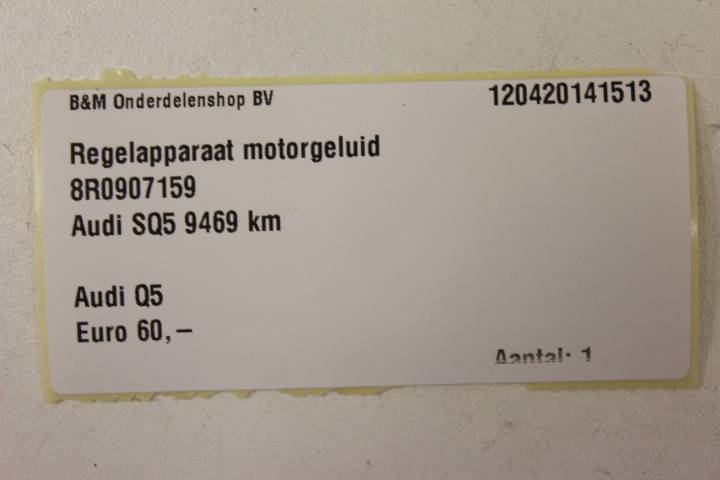 B&M Onderdelenshop BV
120420141513
Regelapparaat motorgeluid
8R0907159
Audi SQ5 9469 km
Audi Q5
Euro 60,–
Aantal: 1